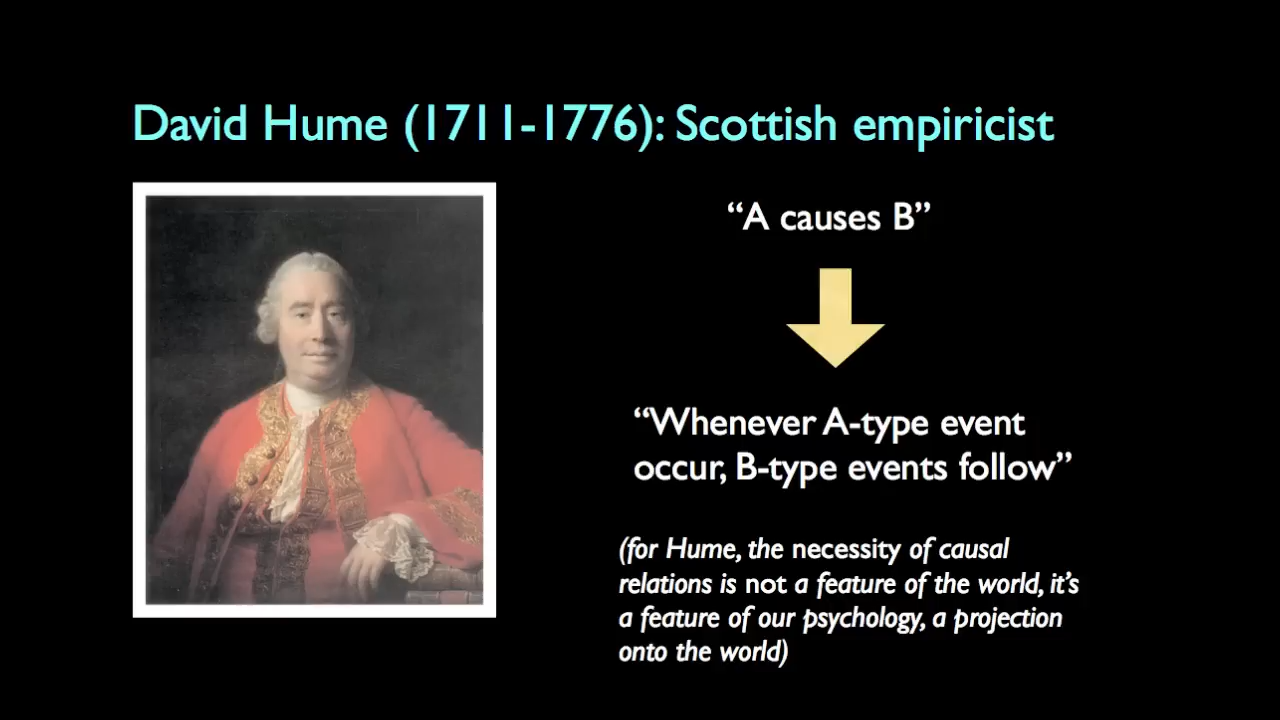 David Hume (1711-1776): Scottish empiricist
“A causes B”
“Whenever A-type event
occur, B-type events follow”
(for Hume, the necessity of causal
relations is not a feature of the world, it’s
a feature of our psychology, a projection
onto the world)